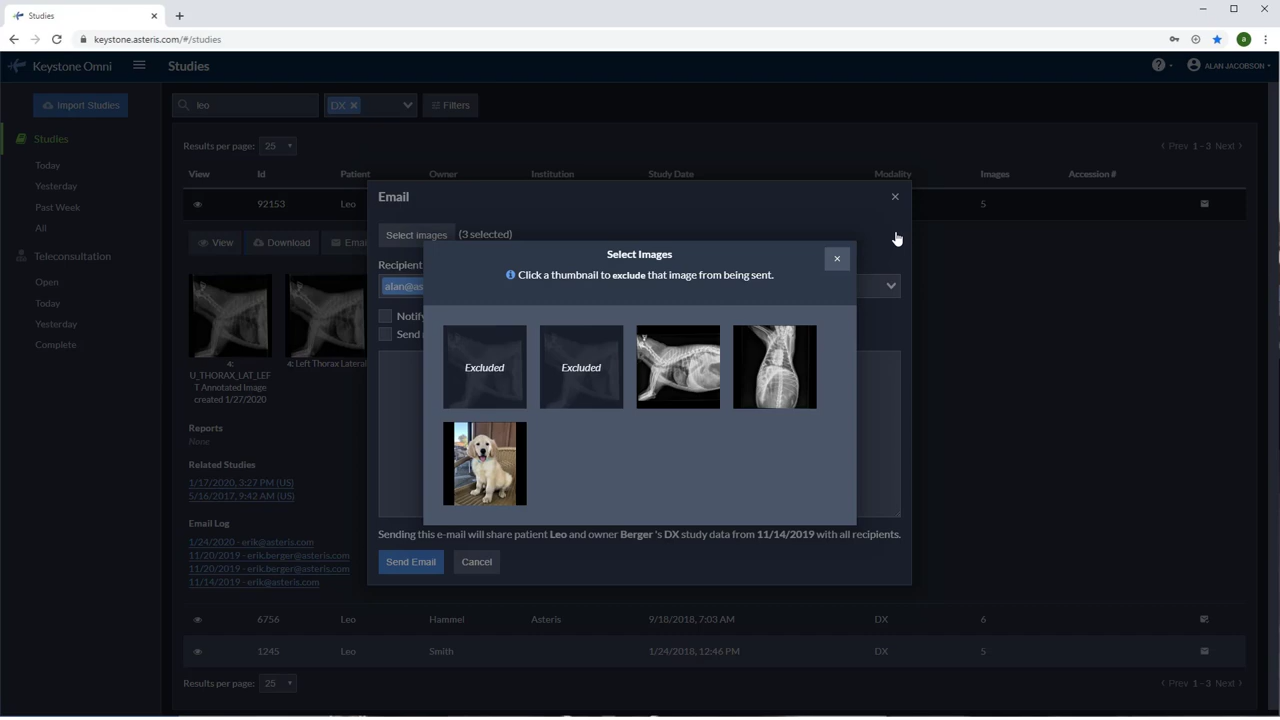 Studies
keystone.asteris.com/#/studies
a
Keystone Omni
Studies
ALAN JACOBSON
Import Studies
leo
DX
Filters
Studies
Today
Yesterday
Past Week
All
Teleconsultation
Open
Today
Yesterday
Complete
Results per page: 25
Prev 1 – 3 Next
View Id Patient Owner Institution Study Date Modality Images Accession #
92153 Leo 5
View Download Emai
4:
U_THORAX_LAT_LEF
T Annotated Image
created 1/27/2020
4: Left Thorax Lateral
Reports
None
Related Studies
1/17/2020, 3:27 PM (US)
5/16/2017, 9:42 AM (US)
Email Log
1/24/2020 - erik@asteris.com
11/20/2019 - erik.berger@asteris.com
11/20/2019 - erik.berger@asteris.com
11/14/2019 - erik@asteris.com
Email
Select images (3 selected)
Recipient
alan@as
Notify
Send
Select Images
Click a thumbnail to exclude that image from being sent.
Excluded
Excluded
Sending this e-mail will share patient Leo and owner Berger 's DX study data from 11/14/2019 with all recipients.
Send Email Cancel
6756 Leo Hammel Asteris 9/18/2018, 7:03 AM DX 6
1245 Leo Smith 1/24/2018, 12:46 PM DX 5
Results per page: 25
Prev 1 – 3 Next